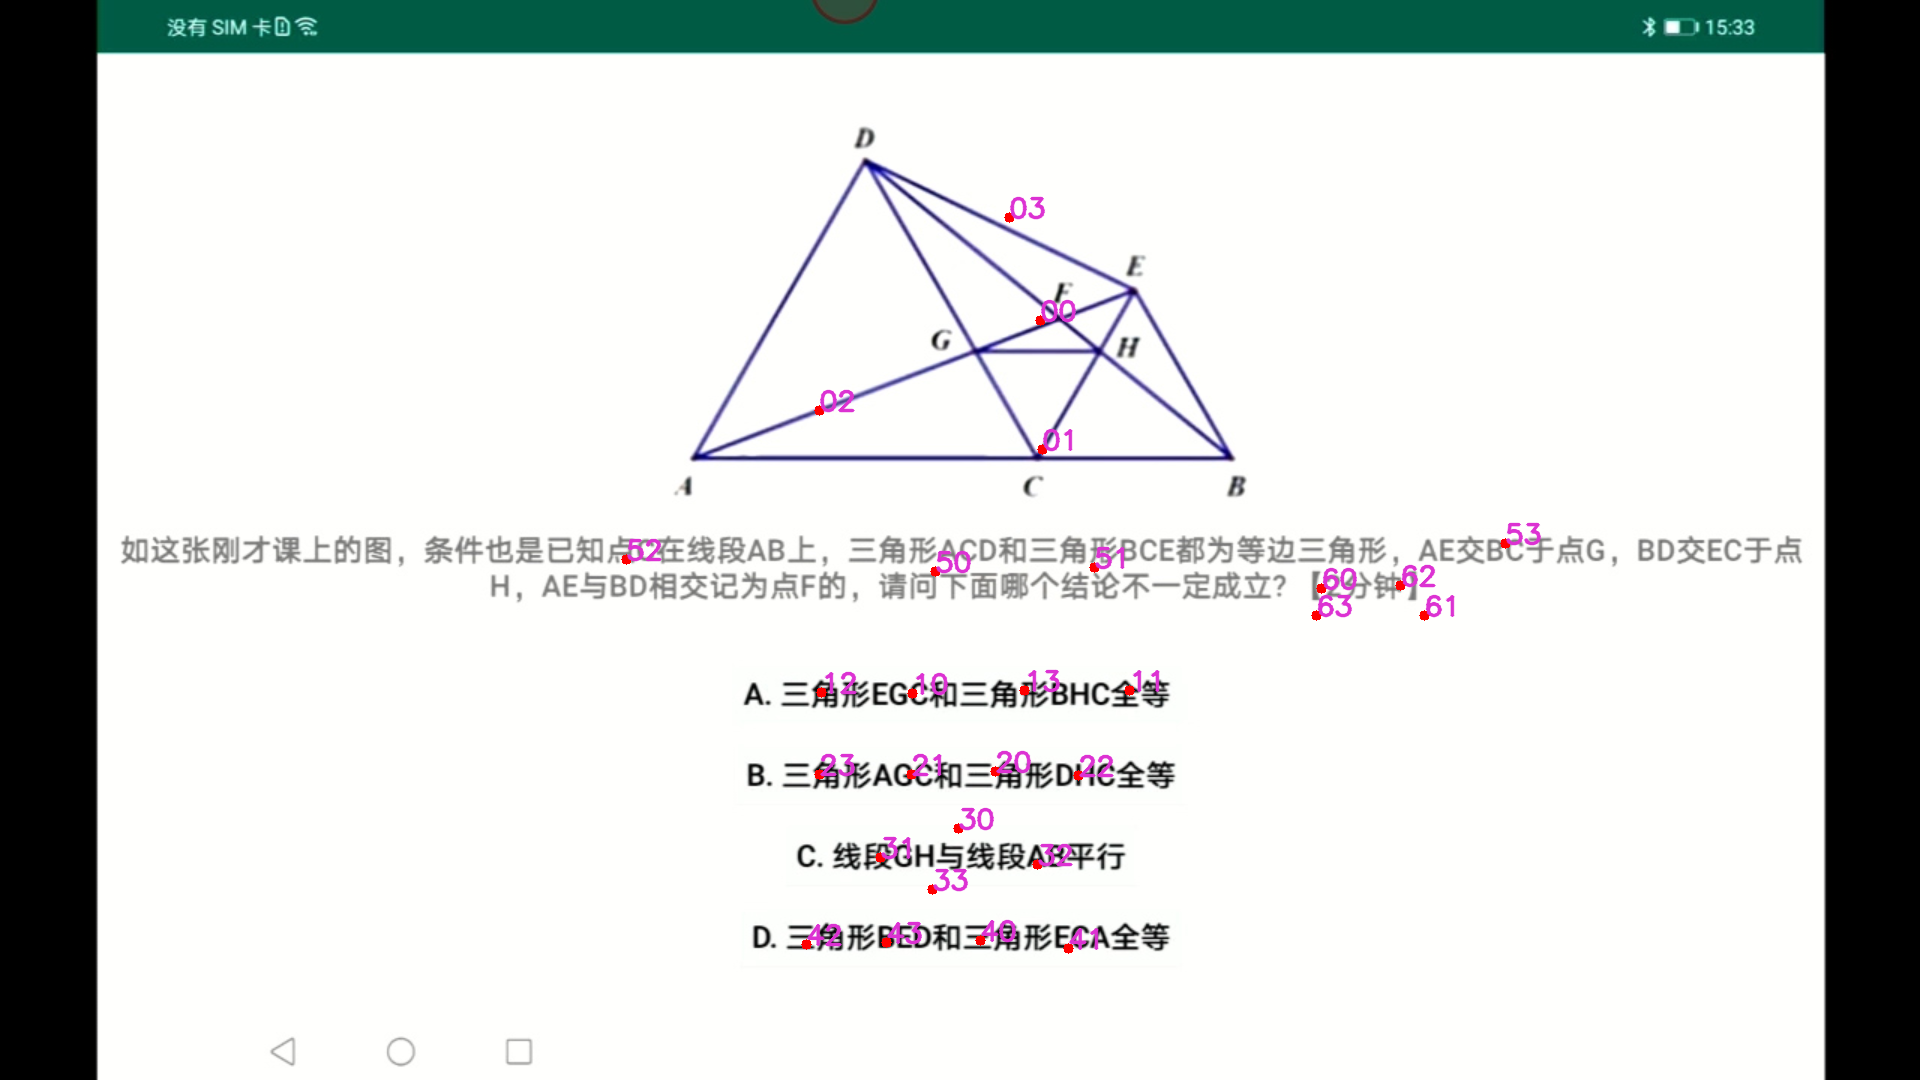 没有 SIM 卡
15:33
D
03
E
F
00
G
H
02
01
A
C
B
如这张刚才课上的图，条件也是已知点C在线段AB上，三角形ACD和三角形BCE都为等边三角形，AE交BC于点G，BD交EC于点
H，AE与BD相交记为点F的，请问下面哪个结论不一定成立？【2分钟】
52
50
51
53
60
62
63
61
A. 三角形EGC和三角形BHC全等
12
10
13
11
B. 三角形AGC和三角形DHC全等
23
21
20
22
30
C. 线段GH与线段AB平行
31
32
33
D. 三角形BED和三角形ECA全等
42
43
40
41